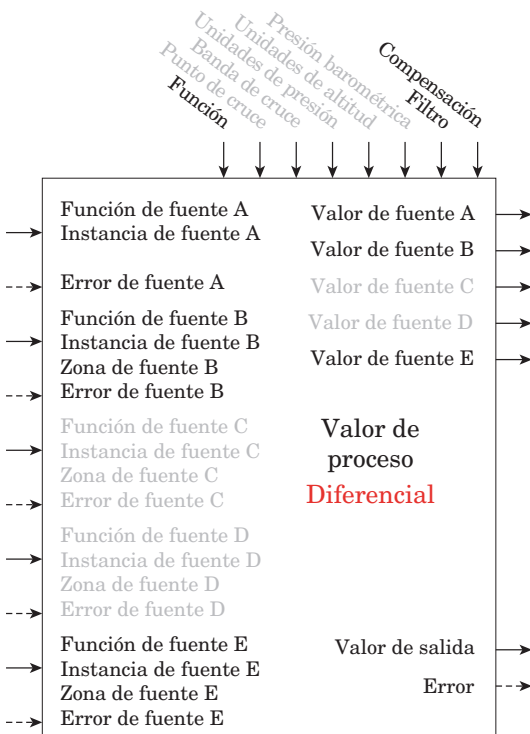 Función
Punto de cruce
Banda de cruce
Unidades de presión
Unidades de altitud
Presión barométrica
Filtro
Compensación
Función de fuente A
Instancia de fuente A
Error de fuente A
Función de fuente B
Instancia de fuente B
Zona de fuente B
Error de fuente B
Función de fuente C
Instancia de fuente C
Zona de fuente C
Error de fuente C
Función de fuente D
Instancia de fuente D
Zona de fuente D
Error de fuente D
Función de fuente E
Instancia de fuente E
Zona de fuente E
Error de fuente E
Valor de fuente A
Valor de fuente B
Valor de fuente C
Valor de fuente D
Valor de fuente E
Valor de
proceso
Diferencial
Valor de salida
Error